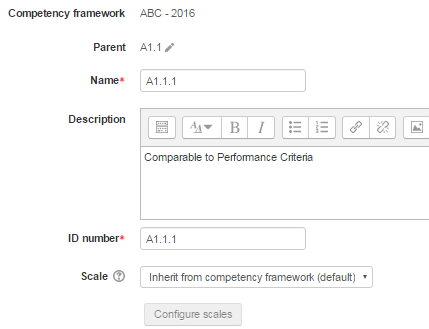 Competency framework ABC - 2016
Parent A1.1
Name* A1.1.1
Description
B I
Comparable to Performance Criteria
ID number* A1.1.1
Scale ? Inherit from competency framework (default)
Configure scales